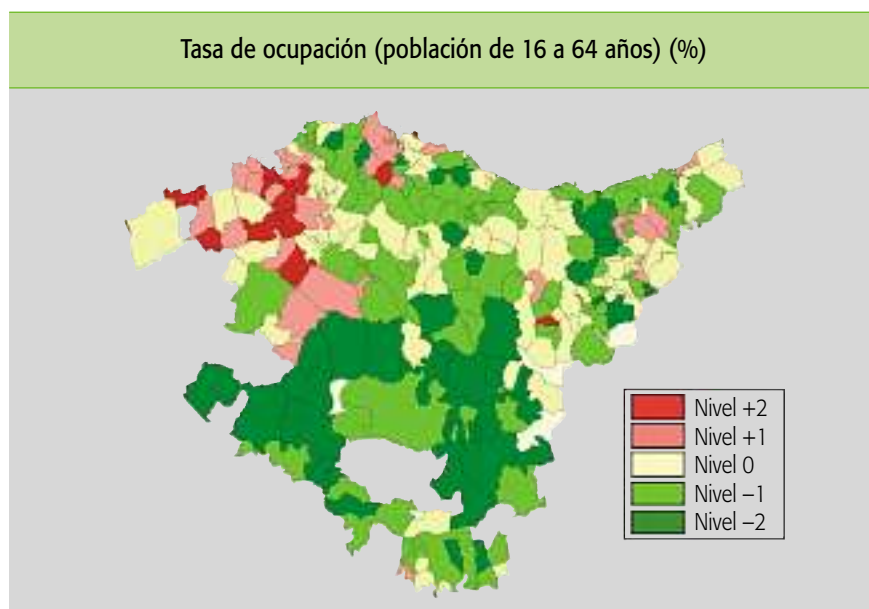 Tasa de ocupación (población de 16 a 64 años) (%)
Nivel +2
Nivel +1
Nivel 0
Nivel –1
Nivel –2